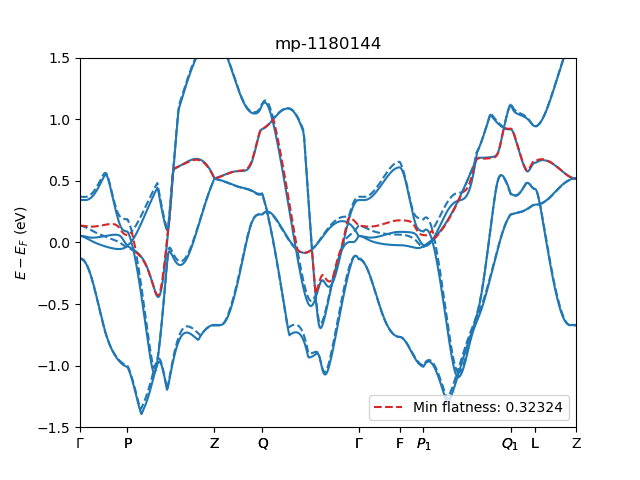 mp-1180144
1.5
1.0
0.5
0.0
−0.5
−1.0
−1.5
E − E_F (eV)
Min flatness: 0.32324
Γ P Z Q Γ F P_1 Q_1 L Z